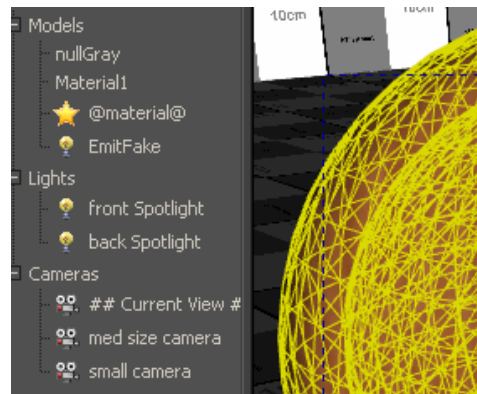 Models
nullGray
Material1
@material@
EmitFake
Lights
front Spotlight
back Spotlight
Cameras
## Current View #
med size camera
small camera
10cm
10cm